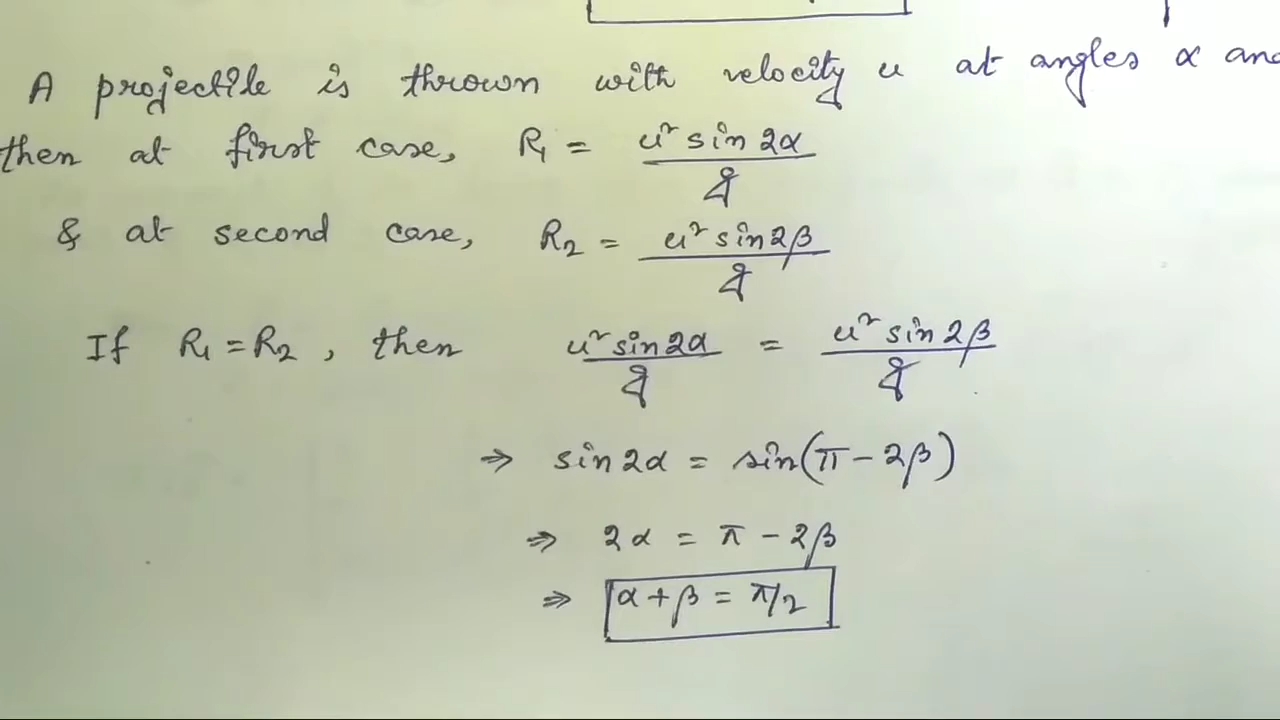 A projectile is thrown with velocity u at angles α and
then at first case, R₁ = u² sin 2α / g
& at second case, R₂ = u² sin 2β / g
If R₁ = R₂, then u² sin 2α / g = u² sin 2β / g
⇒ sin 2α = sin(π − 2β)
⇒ 2α = π − 2β
⇒ α + β = π/2